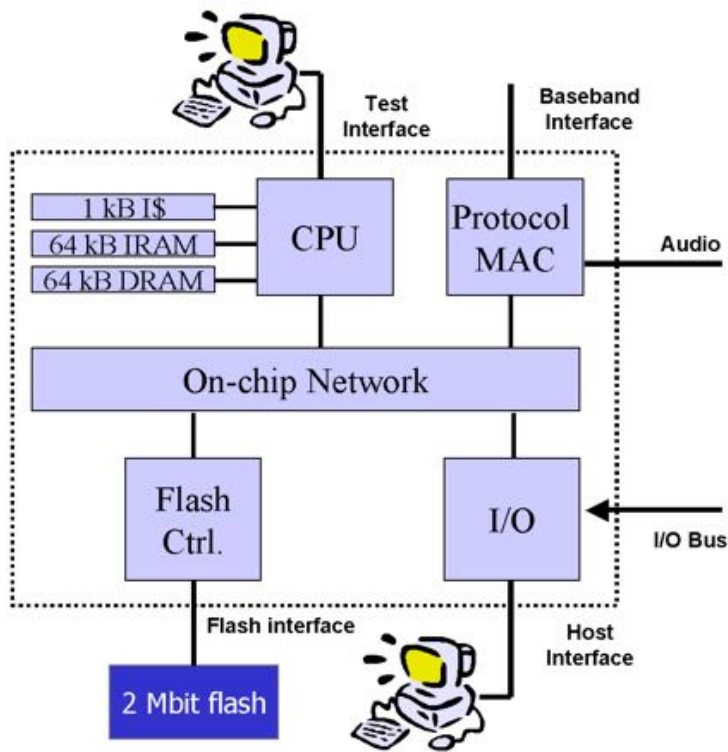 Test
Interface
Baseband
Interface
1 kB I$
64 kB IRAM
64 kB DRAM
CPU
Protocol
MAC
Audio
On-chip Network
Flash
Ctrl.
I/O
I/O Bus
Flash interface
Host
Interface
2 Mbit flash